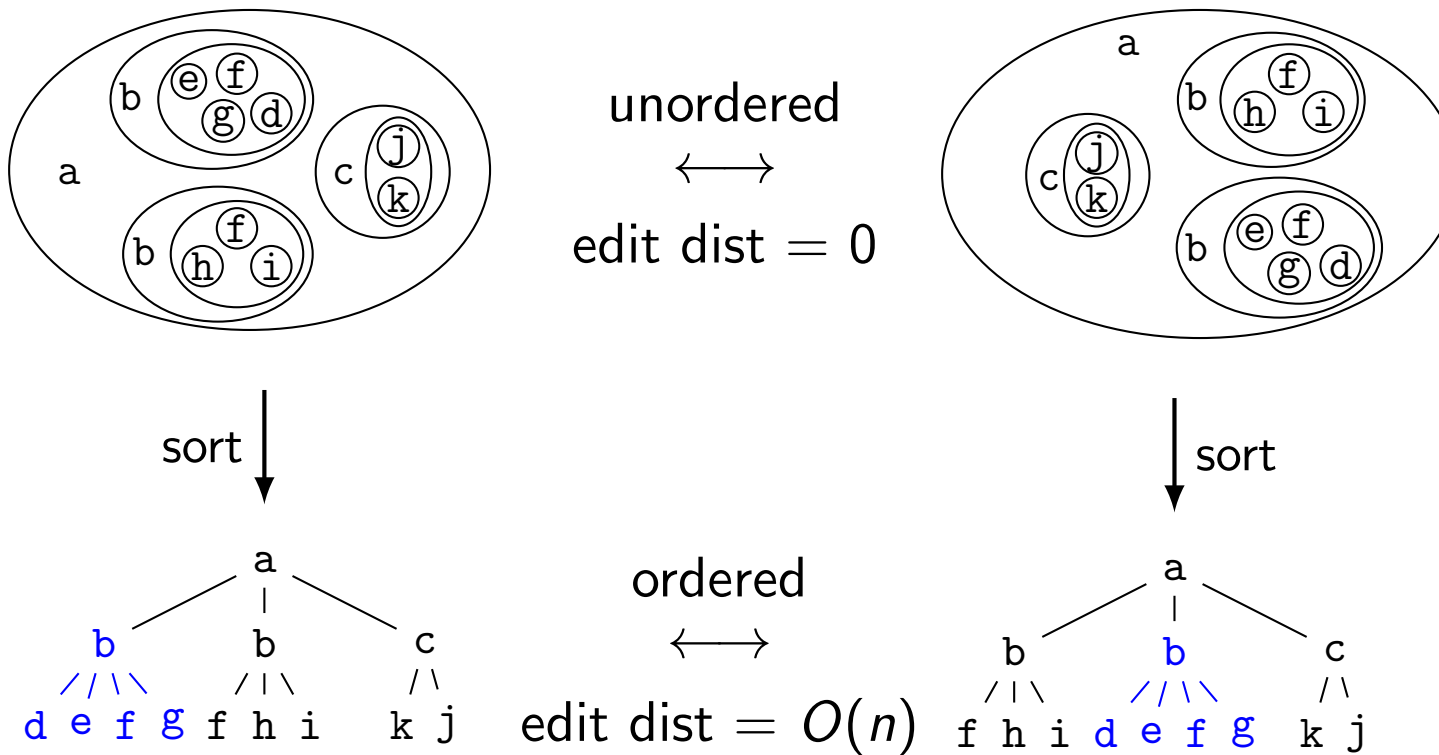 a
b
e f
g d
c
j
k
b
f
h i
unordered
⟷
edit dist = 0
a
b
f
h i
c
j
k
b
e f
g d
sort
sort
a
b b c
d e f g f h i k j
ordered
⟷
edit dist = O(n)
a
b b c
f h i d e f g k j